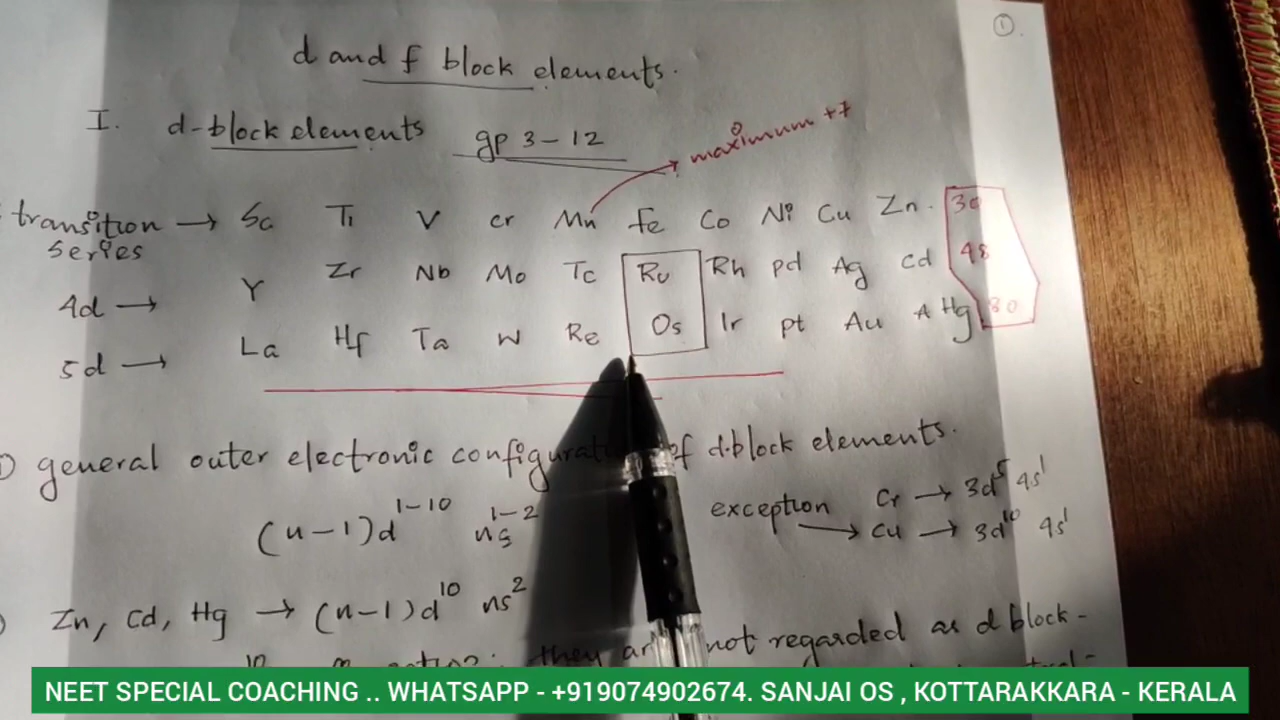 ①
d and f block elements.
I. d-block elements gp 3-12
maximum +7
transition → Sc Ti V cr Mn Fe Co Ni Cu Zn. 30
series
4d → Y Zr Nb Mo Tc Ru Rh pd Ag cd 48
5d → La Hf Ta W Re Os Ir pt Au A Hg 80
general outer electronic of d-block elements.
(n-1)d¹⁻¹⁰ ns¹⁻² exception Cr → 3d⁵ 4s¹
→ Cu → 3d¹⁰ 4s¹
Zn, Cd, Hg → (n-1)d¹⁰ ns²
they not regarded as d block-
NEET SPECIAL COACHING .. WHATSAPP - +919074902674. SANJAI OS , KOTTARAKKARA - KERALA